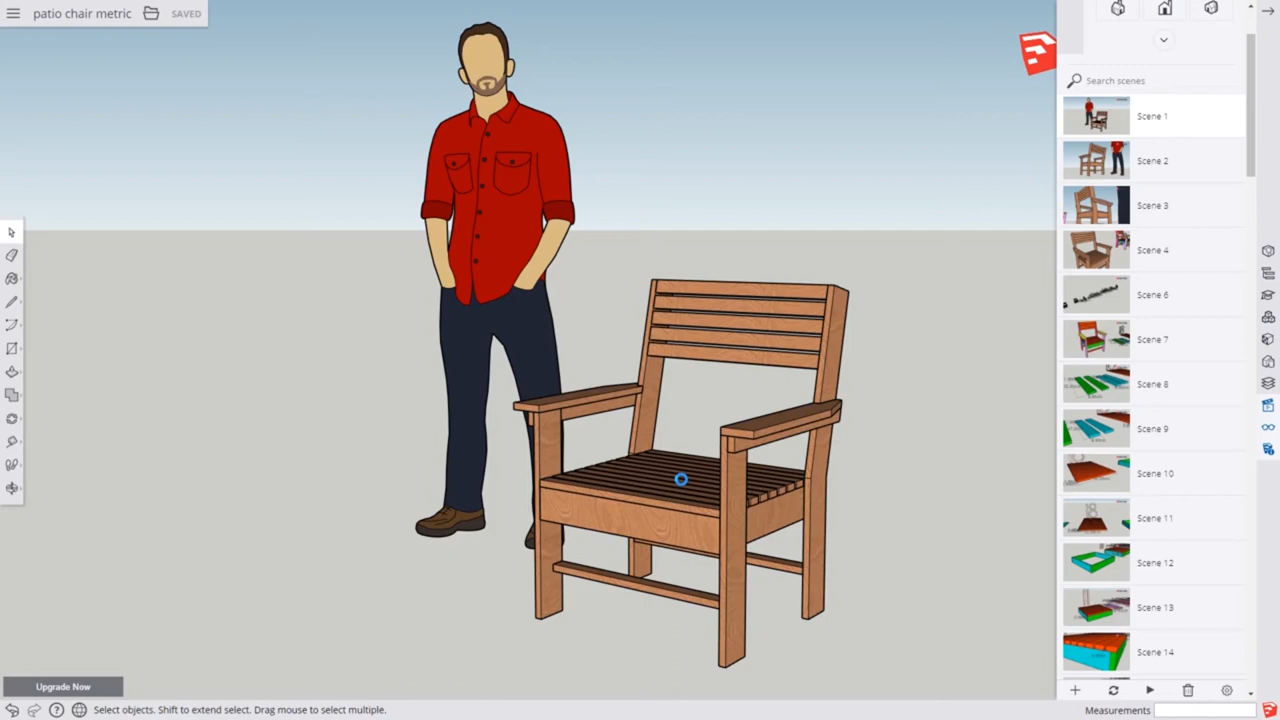 patio chair metric
SAVED
Search scenes
Scene 1
Scene 2
Scene 3
Scene 4
Scene 6
Scene 7
Scene 8
Scene 9
Scene 10
Scene 11
Scene 12
Scene 13
Scene 14
Upgrade Now
Select objects. Shift to extend select. Drag mouse to select multiple.
Measurements